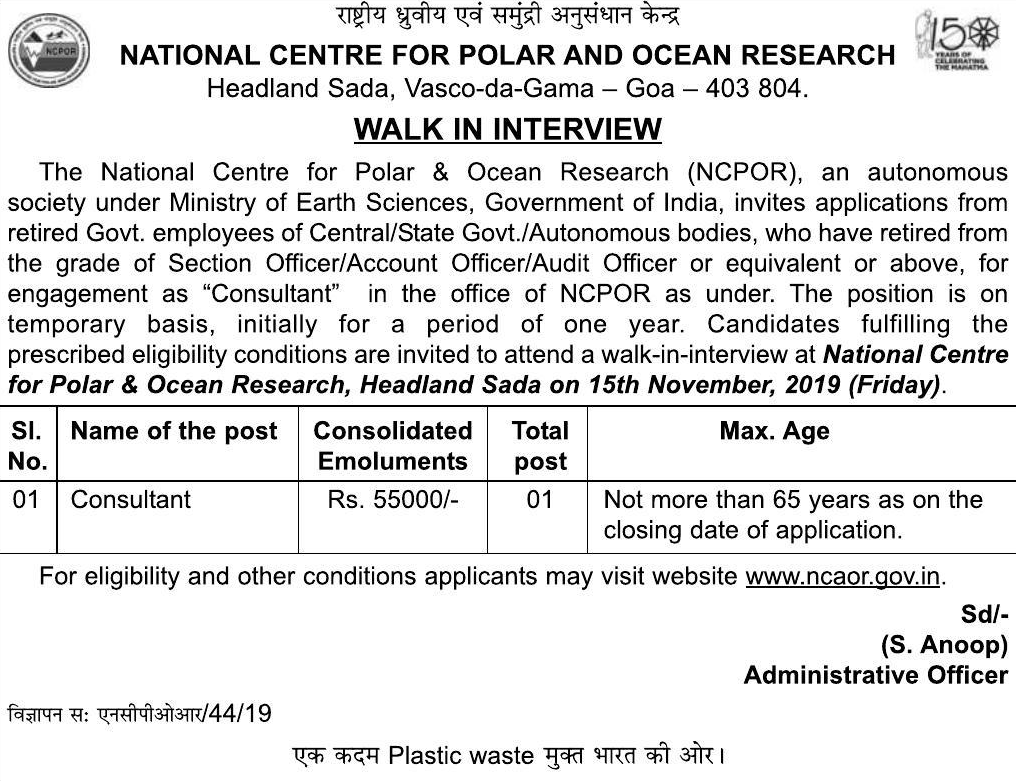 राष्ट्रीय ध्रुवीय एवं समुंद्री अनुसंधान केन्द्र
NATIONAL CENTRE FOR POLAR AND OCEAN RESEARCH
Headland Sada, Vasco-da-Gama – Goa – 403 804.
NCPOR
150
YEARS OF
CELEBRATING
THE MAHATMA
WALK IN INTERVIEW
The National Centre for Polar & Ocean Research (NCPOR), an autonomous
society under Ministry of Earth Sciences, Government of India, invites applications from
retired Govt. employees of Central/State Govt./Autonomous bodies, who have retired from
the grade of Section Officer/Account Officer/Audit Officer or equivalent or above, for
engagement as “Consultant” in the office of NCPOR as under. The position is on
temporary basis, initially for a period of one year. Candidates fulfilling the
prescribed eligibility conditions are invited to attend a walk-in-interview at National Centre
for Polar & Ocean Research, Headland Sada on 15th November, 2019 (Friday).
Sl. Name of the post Consolidated Total Max. Age
No. Emoluments post
01 Consultant Rs. 55000/- 01 Not more than 65 years as on the
closing date of application.
For eligibility and other conditions applicants may visit website www.ncaor.gov.in.
Sd/-
(S. Anoop)
Administrative Officer
विज्ञापन स: एनसीपीओआर/44/19
एक कदम Plastic waste मुक्त भारत की ओर।